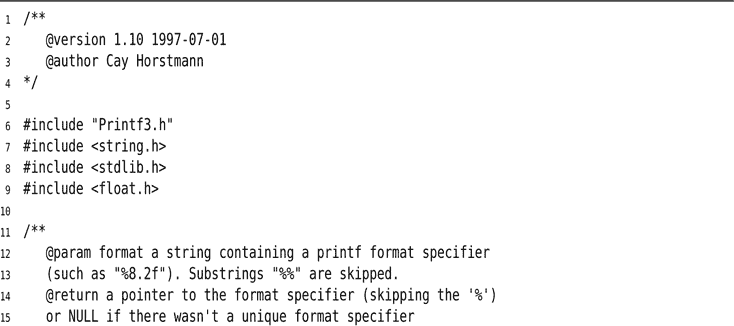 1 /**
2    @version 1.10 1997-07-01
3    @author Cay Horstmann
4 */
5
6 #include "Printf3.h"
7 #include <string.h>
8 #include <stdlib.h>
9 #include <float.h>
10
11 /**
12    @param format a string containing a printf format specifier
13    (such as "%8.2f"). Substrings "%%" are skipped.
14    @return a pointer to the format specifier (skipping the '%')
15    or NULL if there wasn't a unique format specifier